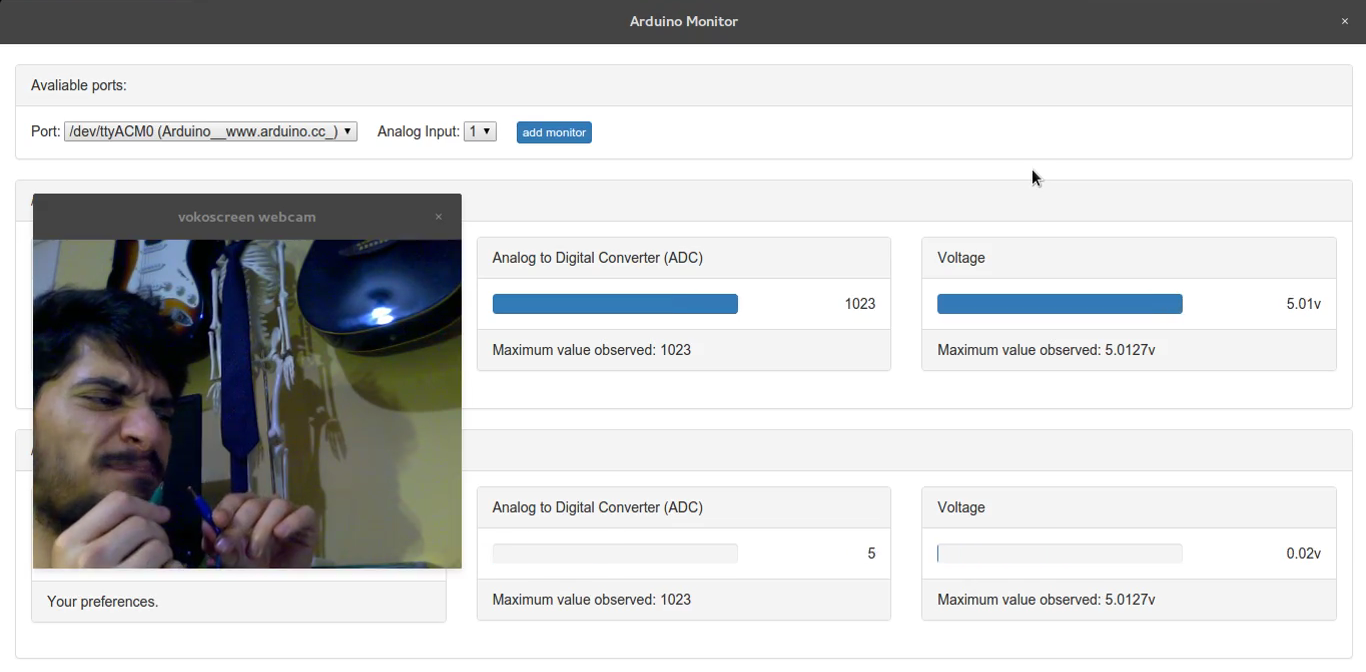 Arduino Monitor ×
Avaliable ports:
Port: /dev/ttyACM0 (Arduino__www.arduino.cc_) Analog Input: 1 add monitor
vokoscreen webcam ×
Analog to Digital Converter (ADC)
1023
Maximum value observed: 1023
Voltage
5.01v
Maximum value observed: 5.0127v
Your preferences.
Analog to Digital Converter (ADC)
5
Maximum value observed: 1023
Voltage
0.02v
Maximum value observed: 5.0127v